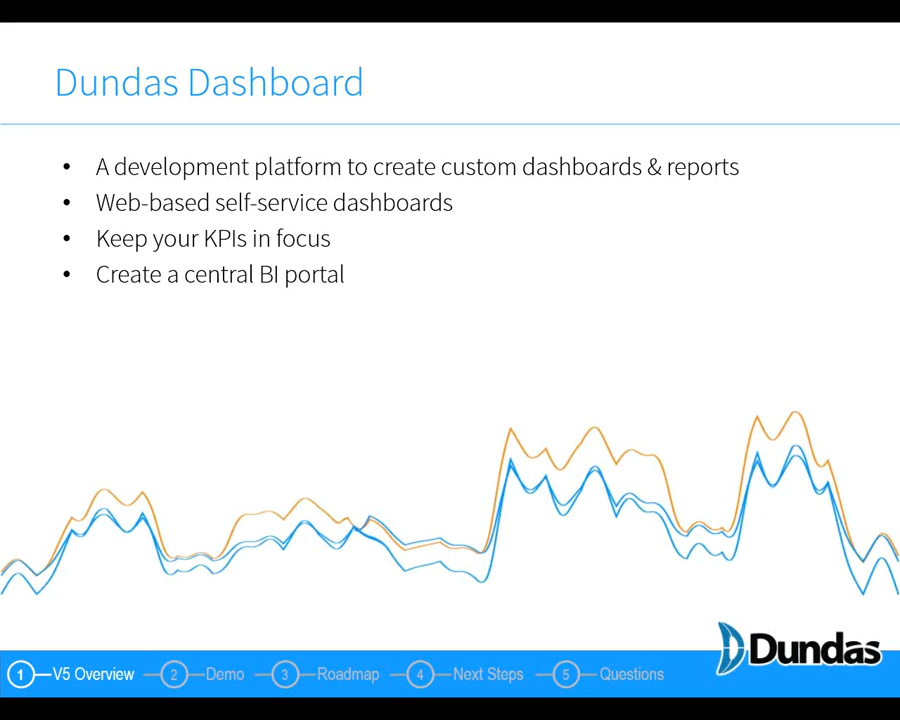 Dundas Dashboard
• A development platform to create custom dashboards & reports
• Web-based self-service dashboards
• Keep your KPIs in focus
• Create a central BI portal
Dundas
1 V5 Overview 2 Demo 3 Roadmap 4 Next Steps 5 Questions